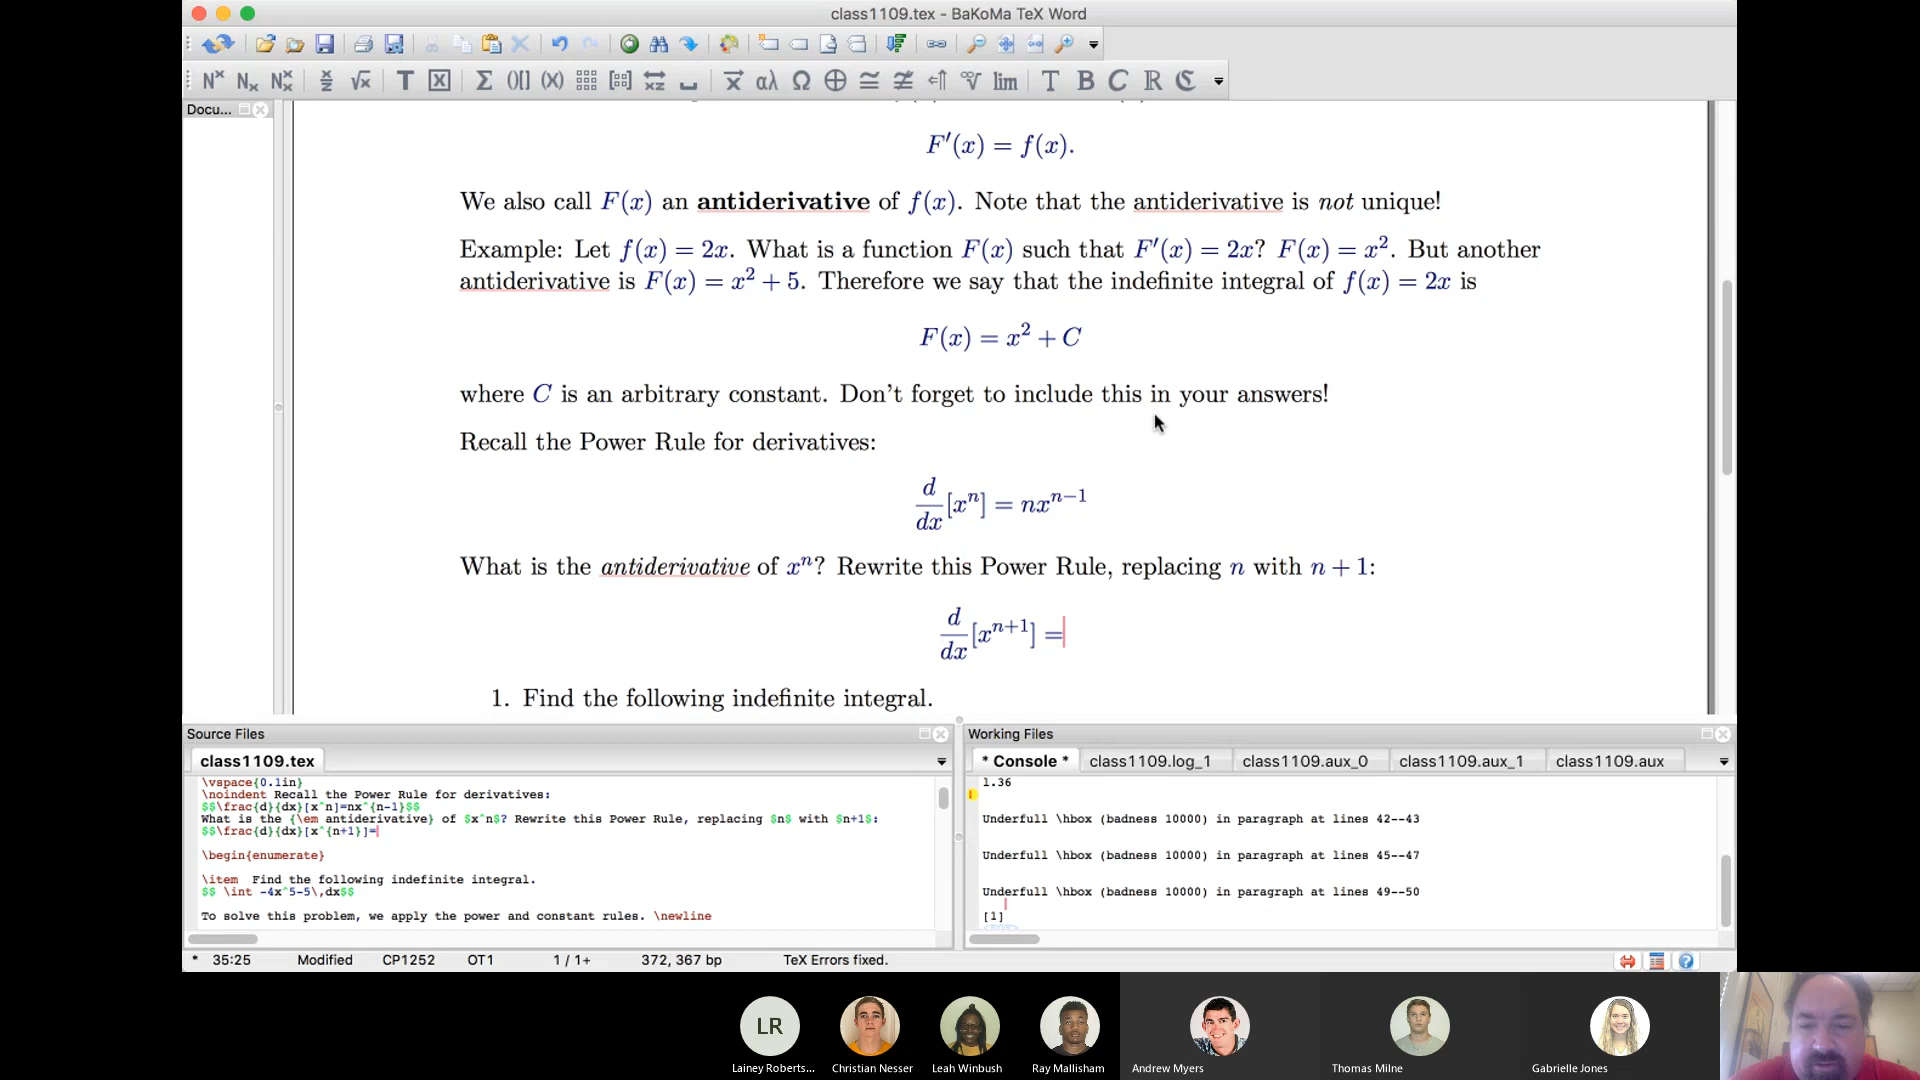 class1109.tex - BaKoMa TeX Word
Docu...
F′(x) = f(x).
We also call F(x) an antiderivative of f(x). Note that the antiderivative is not unique!
Example: Let f(x) = 2x. What is a function F(x) such that F′(x) = 2x? F(x) = x². But another
antiderivative is F(x) = x² + 5. Therefore we say that the indefinite integral of f(x) = 2x is
F(x) = x² + C
where C is an arbitrary constant. Don't forget to include this in your answers!
Recall the Power Rule for derivatives:
d/dx [xⁿ] = nxⁿ⁻¹
What is the antiderivative of xⁿ? Rewrite this Power Rule, replacing n with n + 1:
d/dx [xⁿ⁺¹] =
1. Find the following indefinite integral.
Source Files
class1109.tex
\vspace{0.1in}
\noindent Recall the Power Rule for derivatives:
$$\frac{d}{dx}[x^n]=nx^{n-1}$$
What is the {\em antiderivative} of $x^n$? Rewrite this Power Rule, replacing $n$ with $n+1$:
$$\frac{d}{dx}[x^{n+1}]=
\begin{enumerate}
\item Find the following indefinite integral.
$$ \int -4x^5-5\,dx$$
To solve this problem, we apply the power and constant rules. \newline
Working Files
* Console * class1109.log_1 class1109.aux_0 class1109.aux_1 class1109.aux
l.36
Underfull \hbox (badness 10000) in paragraph at lines 42--43
Underfull \hbox (badness 10000) in paragraph at lines 45--47
Underfull \hbox (badness 10000) in paragraph at lines 49--50
[1]
* 35:25 Modified CP1252 OT1 1 / 1+ 372, 367 bp TeX Errors fixed.
LR
Lainey Roberts... Christian Nesser Leah Winbush Ray Mallisham Andrew Myers Thomas Milne Gabrielle Jones